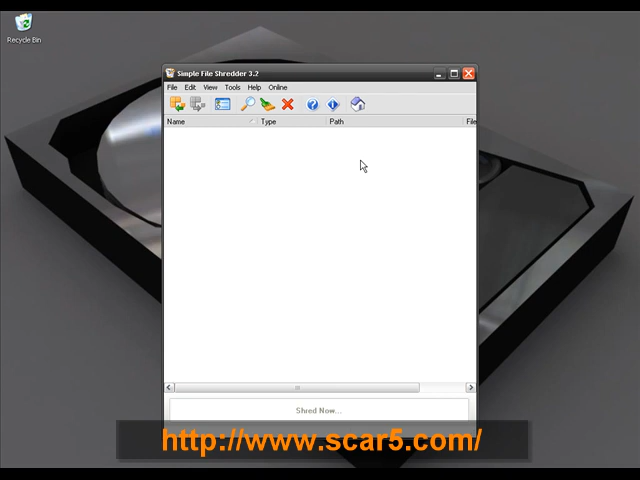 Recycle Bin
Simple File Shredder 3.2
File Edit View Tools Help Online
Name Type Path File
Shred Now...
http://www.scar5.com/